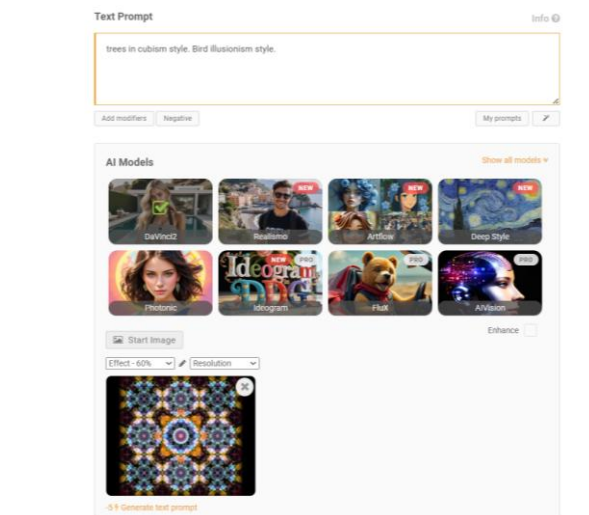 Text Prompt
Info
trees in cubism style. Bird illusionism style.
Add modifiers Negative
My prompts
AI Models
Show all models
NEW
NEW
NEW
DaVinci2 Realismo Artflow Deep Style
NEW PRO
PRO
PRO
Ideogram
Photonic Ideogram FluX AIVision
Start Image
Enhance
Effect - 60% Resolution
-5 Generate text prompt